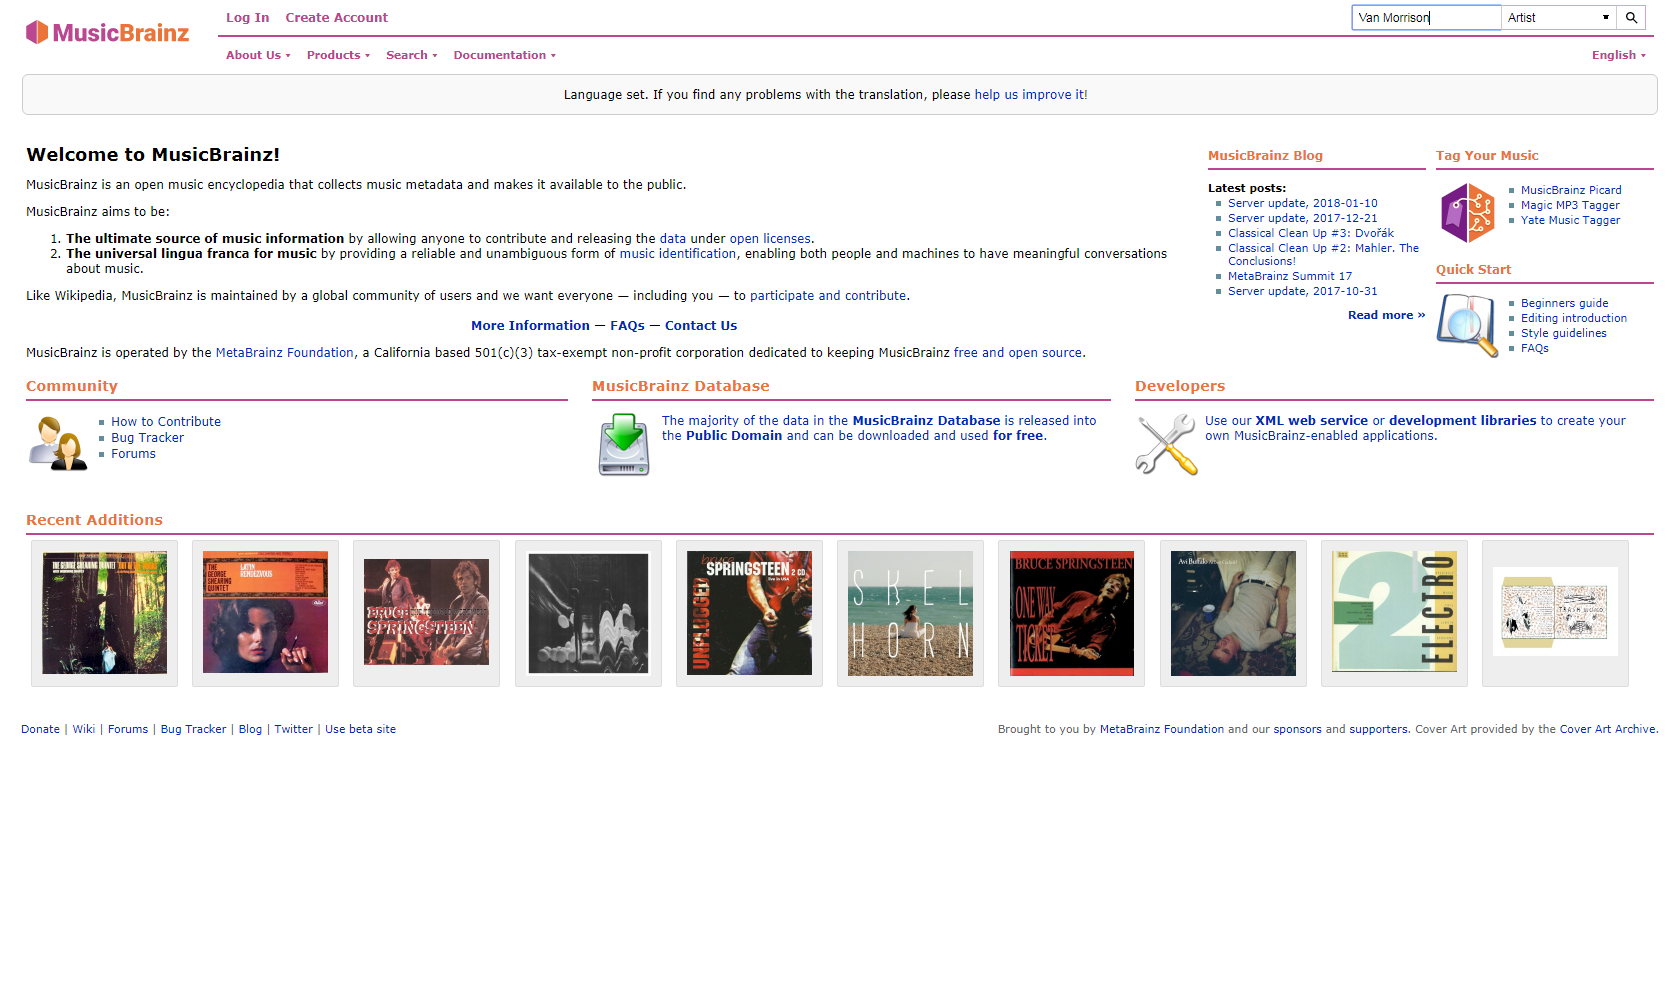 MusicBrainz
Log In Create Account
Van Morrison Artist
About Us Products Search Documentation
English
Language set. If you find any problems with the translation, please help us improve it!
Welcome to MusicBrainz!
MusicBrainz is an open music encyclopedia that collects music metadata and makes it available to the public.
MusicBrainz aims to be:
1. The ultimate source of music information by allowing anyone to contribute and releasing the data under open licenses.
2. The universal lingua franca for music by providing a reliable and unambiguous form of music identification, enabling both people and machines to have meaningful conversations
about music.
Like Wikipedia, MusicBrainz is maintained by a global community of users and we want everyone — including you — to participate and contribute.
More Information — FAQs — Contact Us
MusicBrainz is operated by the MetaBrainz Foundation, a California based 501(c)(3) tax-exempt non-profit corporation dedicated to keeping MusicBrainz free and open source.
MusicBrainz Blog
Latest posts:
Server update, 2018-01-10
Server update, 2017-12-21
Classical Clean Up #3: Dvořák
Classical Clean Up #2: Mahler. The
Conclusions!
MetaBrainz Summit 17
Server update, 2017-10-31
Read more »
Tag Your Music
MusicBrainz Picard
Magic MP3 Tagger
Yate Music Tagger
Quick Start
Beginners guide
Editing introduction
Style guidelines
FAQs
Community
How to Contribute
Bug Tracker
Forums
MusicBrainz Database
The majority of the data in the MusicBrainz Database is released into
the Public Domain and can be downloaded and used for free.
Developers
Use our XML web service or development libraries to create your
own MusicBrainz-enabled applications.
Recent Additions
THE GEORGE SHEARING QUINTET
THE
GEORGE
SHEARING
QUINTET
LATIN
RENDEZVOUS
BRUCE
SPRINGSTEEN
bruce
SPRINGSTEEN 2 CD
live in USA
UNPLUGGED
SKEL
HORN
BRUCE SPRINGSTEEN
ONE WAY
TICKET
Avi Buffalo
2
ELECTRO
TRASH
Donate | Wiki | Forums | Bug Tracker | Blog | Twitter | Use beta site
Brought to you by MetaBrainz Foundation and our sponsors and supporters. Cover Art provided by the Cover Art Archive.